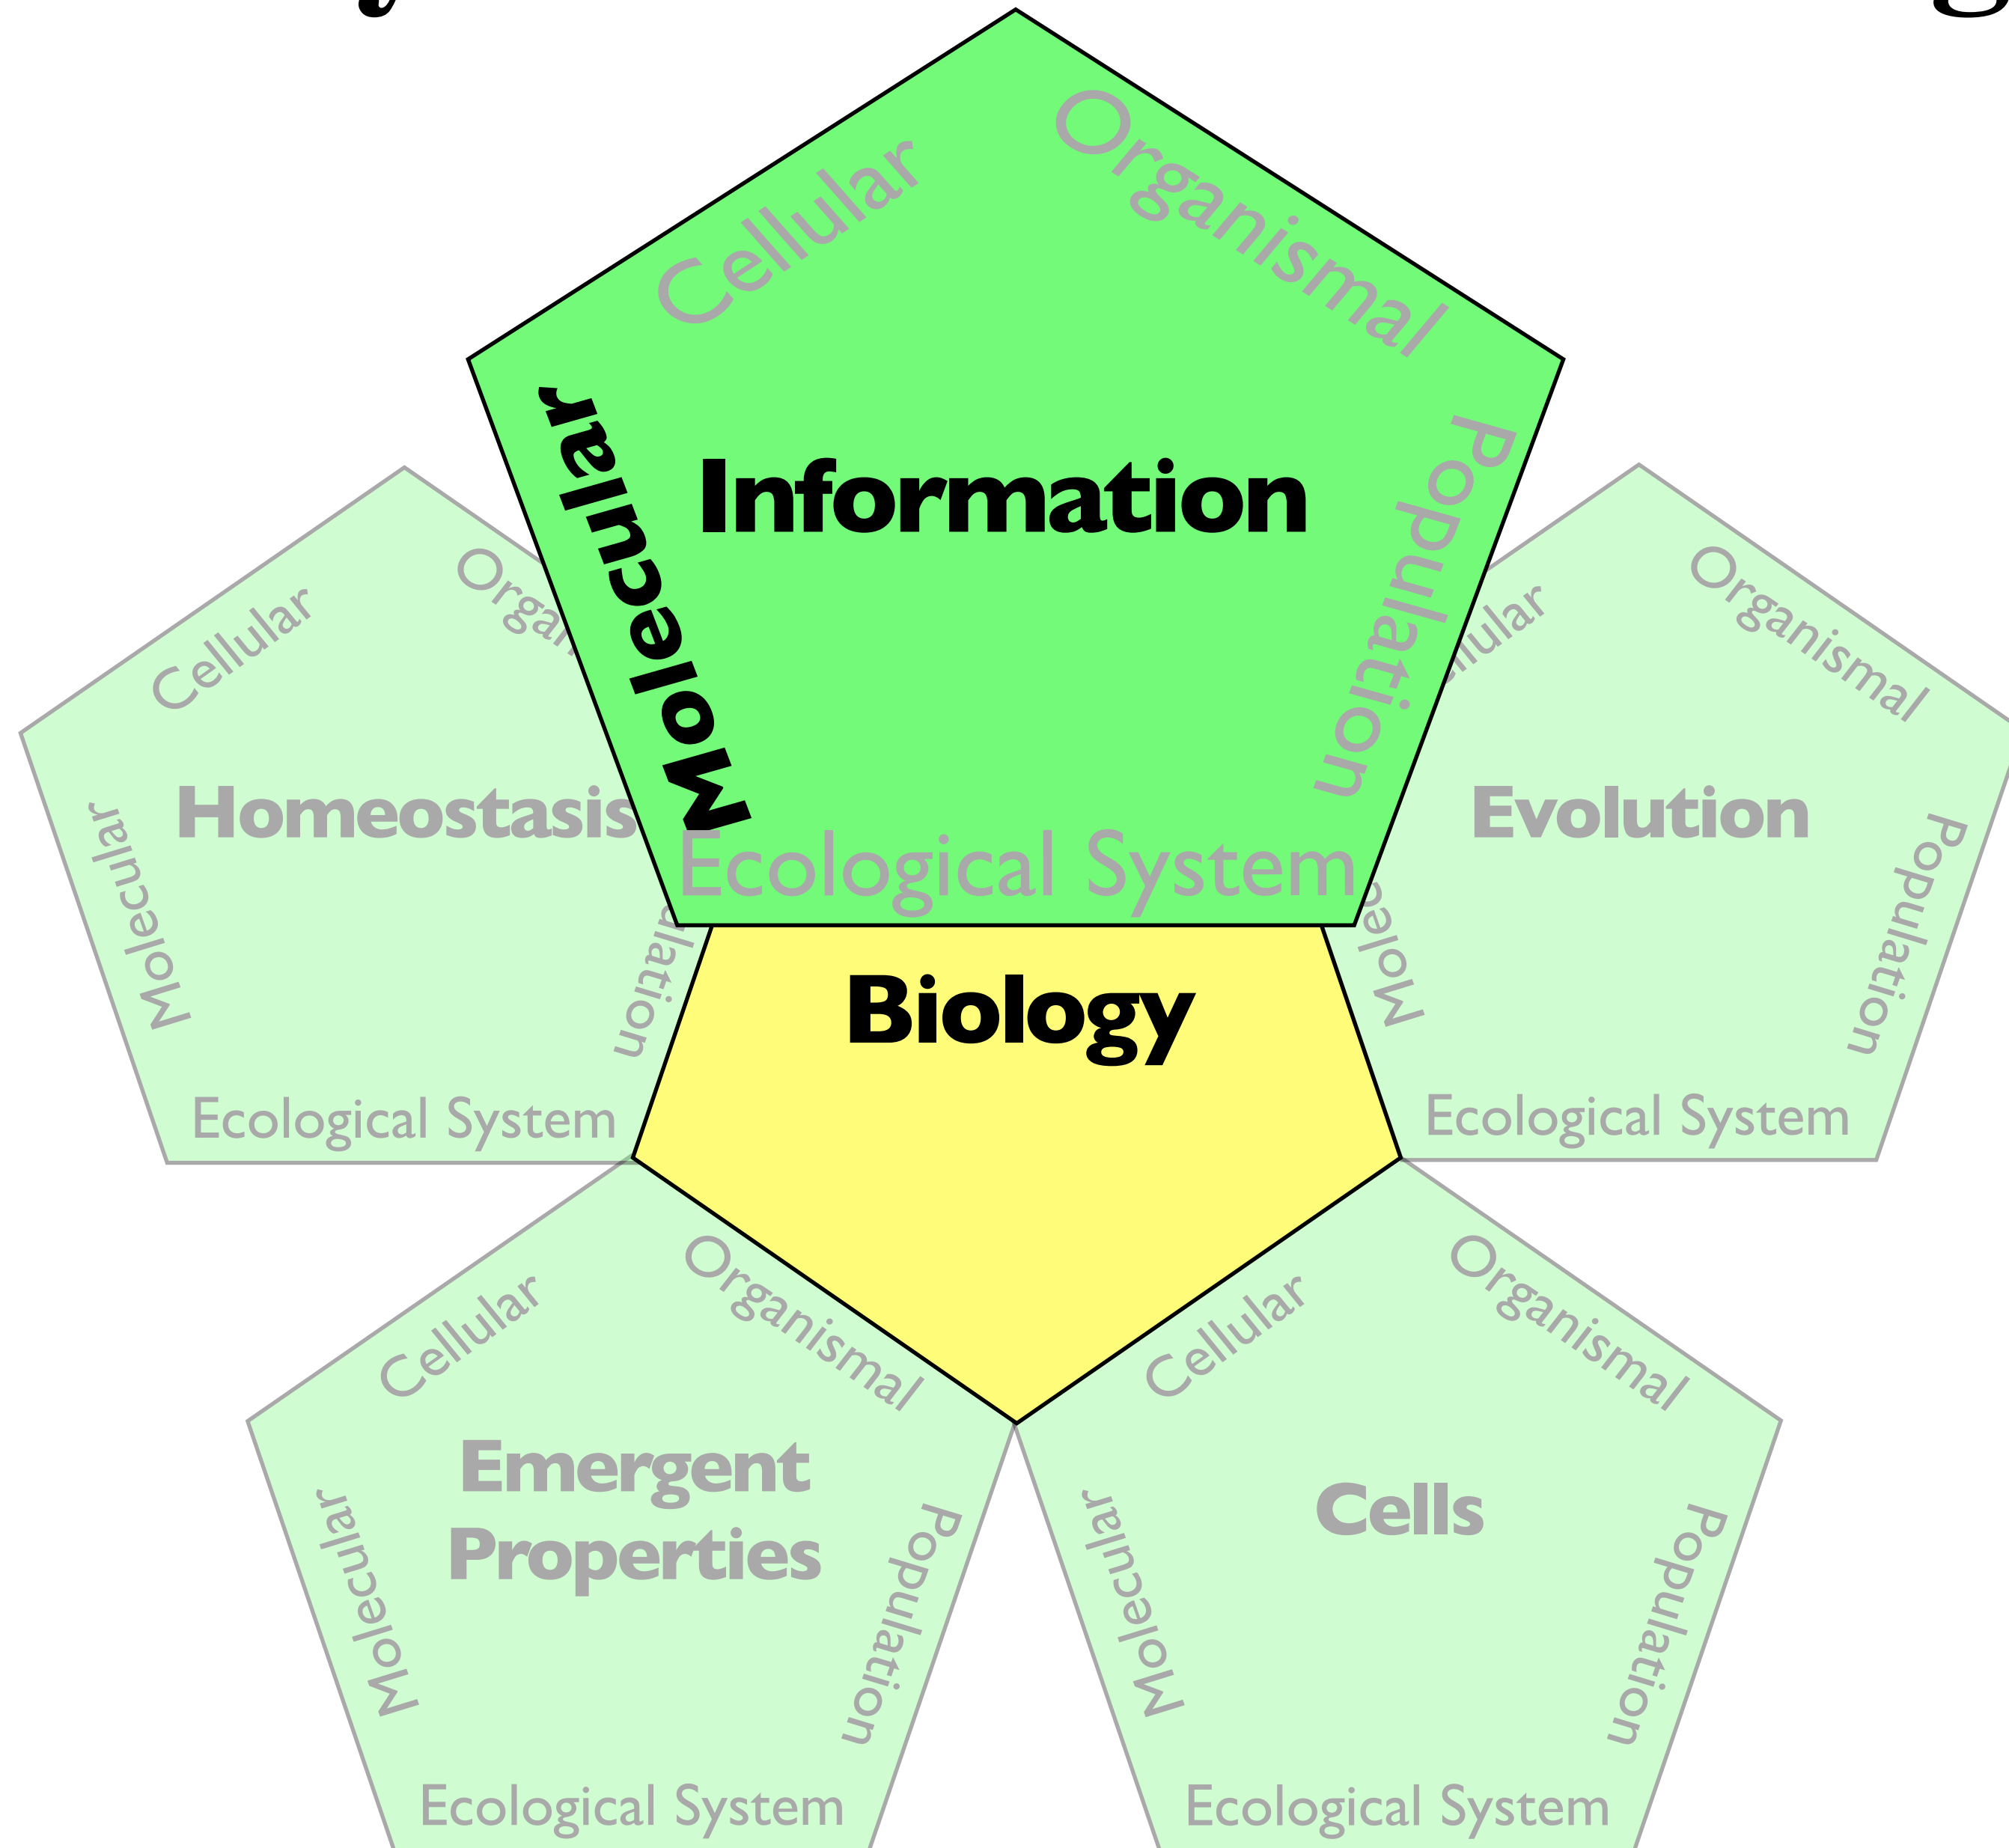 Cellular
Organismal
Molecular
Information
Population
Ecological System
Cellular
Molecular
Homeostasis
Ecological System
Organismal
Evolution
Population
Ecological System
Biology
Cellular
Organismal
Molecular
Emergent
Properties
Population
Ecological System
Cellular
Organismal
Molecular
Cells
Population
Ecological System